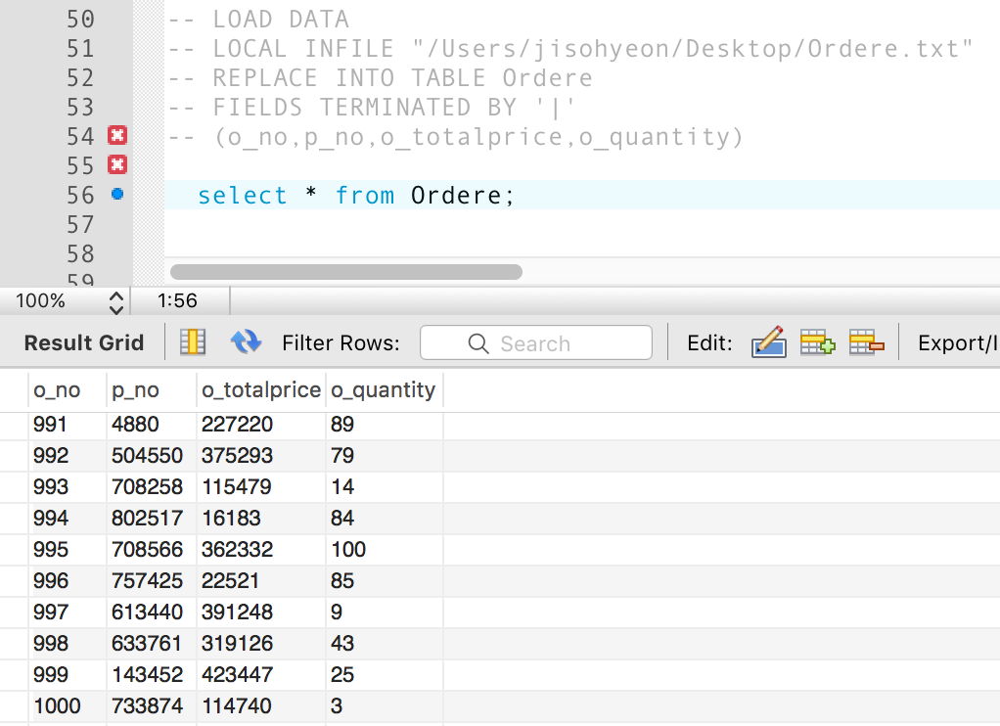 50 -- LOAD DATA
51 -- LOCAL INFILE "/Users/jisohyeon/Desktop/Ordere.txt"
52 -- REPLACE INTO TABLE Ordere
53 -- FIELDS TERMINATED BY '|'
54 -- (o_no,p_no,o_totalprice,o_quantity)
55
56 select * from Ordere;
57
58
59
100% 1:56
Result Grid Filter Rows: Search Edit: Export/I
o_no p_no o_totalprice o_quantity
991 4880 227220 89
992 504550 375293 79
993 708258 115479 14
994 802517 16183 84
995 708566 362332 100
996 757425 22521 85
997 613440 391248 9
998 633761 319126 43
999 143452 423447 25
1000 733874 114740 3